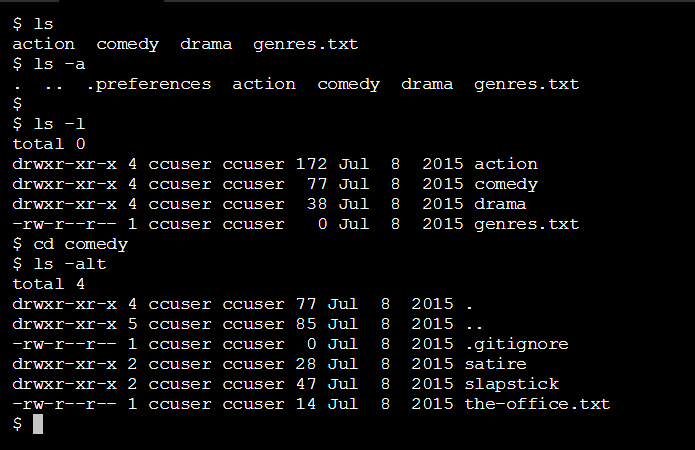 $ ls
action  comedy  drama  genres.txt
$ ls -a
.  ..  .preferences  action  comedy  drama  genres.txt
$
$ ls -l
total 0
drwxr-xr-x 4 ccuser ccuser 172 Jul  8  2015 action
drwxr-xr-x 4 ccuser ccuser  77 Jul  8  2015 comedy
drwxr-xr-x 4 ccuser ccuser  38 Jul  8  2015 drama
-rw-r--r-- 1 ccuser ccuser   0 Jul  8  2015 genres.txt
$ cd comedy
$ ls -alt
total 4
drwxr-xr-x 4 ccuser ccuser 77 Jul  8  2015 .
drwxr-xr-x 5 ccuser ccuser 85 Jul  8  2015 ..
-rw-r--r-- 1 ccuser ccuser  0 Jul  8  2015 .gitignore
drwxr-xr-x 2 ccuser ccuser 28 Jul  8  2015 satire
drwxr-xr-x 2 ccuser ccuser 47 Jul  8  2015 slapstick
-rw-r--r-- 1 ccuser ccuser 14 Jul  8  2015 the-office.txt
$